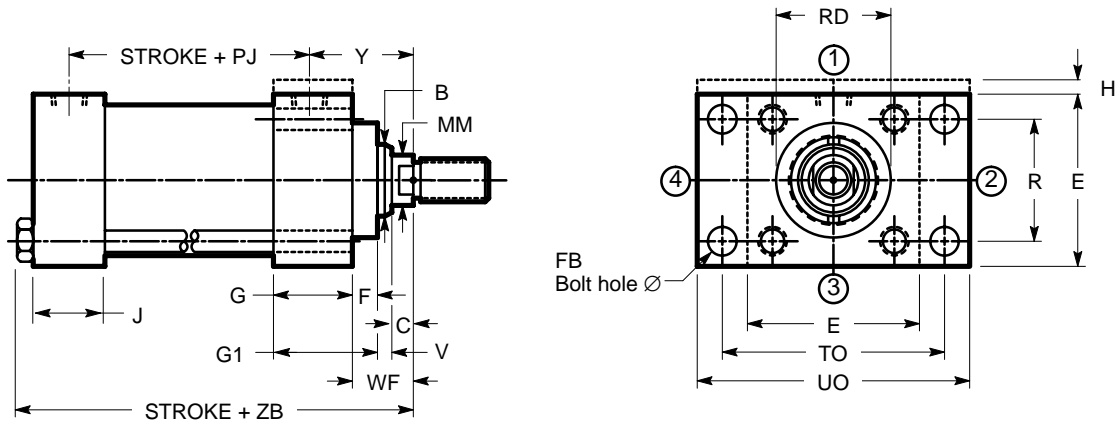 STROKE + PJ
Y
B
MM
G
F
J
C
G1
V
WF
STROKE + ZB
RD
1
H
4
2
R
E
FB
Bolt hole Ø
3
E
TO
UO